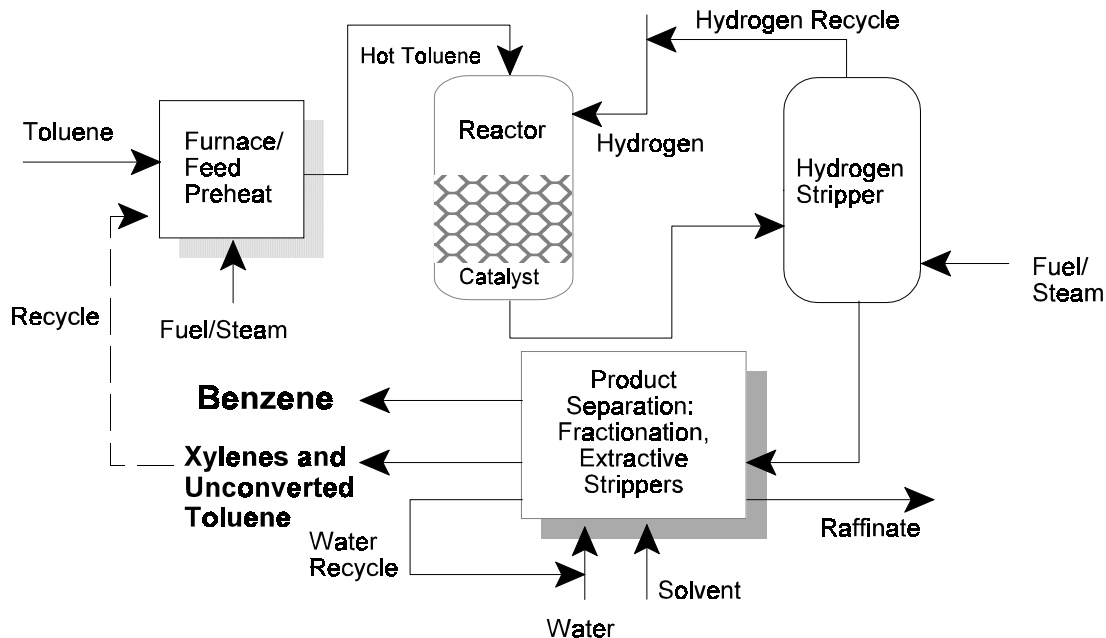 Hydrogen Recycle
Hot Toluene
Toluene
Furnace/
Feed
Preheat
Reactor
Catalyst
Hydrogen
Hydrogen
Stripper
Fuel/
Steam
Recycle
Fuel/Steam
Benzene
Xylenes and
Unconverted
Toluene
Product
Separation:
Fractionation,
Extractive
Strippers
Raffinate
Water
Recycle
Solvent
Water